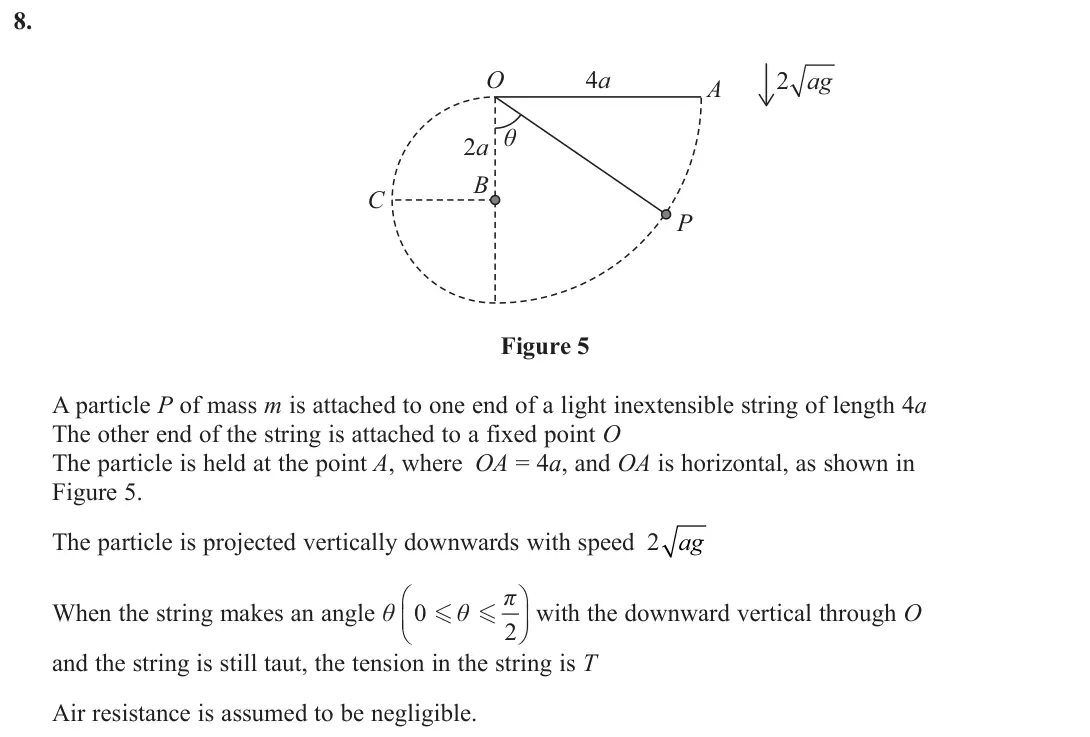 8.
O 4a A ↓2√ag
2a θ
C B
P
Figure 5
A particle P of mass m is attached to one end of a light inextensible string of length 4a
The other end of the string is attached to a fixed point O
The particle is held at the point A, where OA = 4a, and OA is horizontal, as shown in
Figure 5.
The particle is projected vertically downwards with speed 2√ag
When the string makes an angle θ (0 ⩽ θ ⩽ π/2) with the downward vertical through O
and the string is still taut, the tension in the string is T
Air resistance is assumed to be negligible.